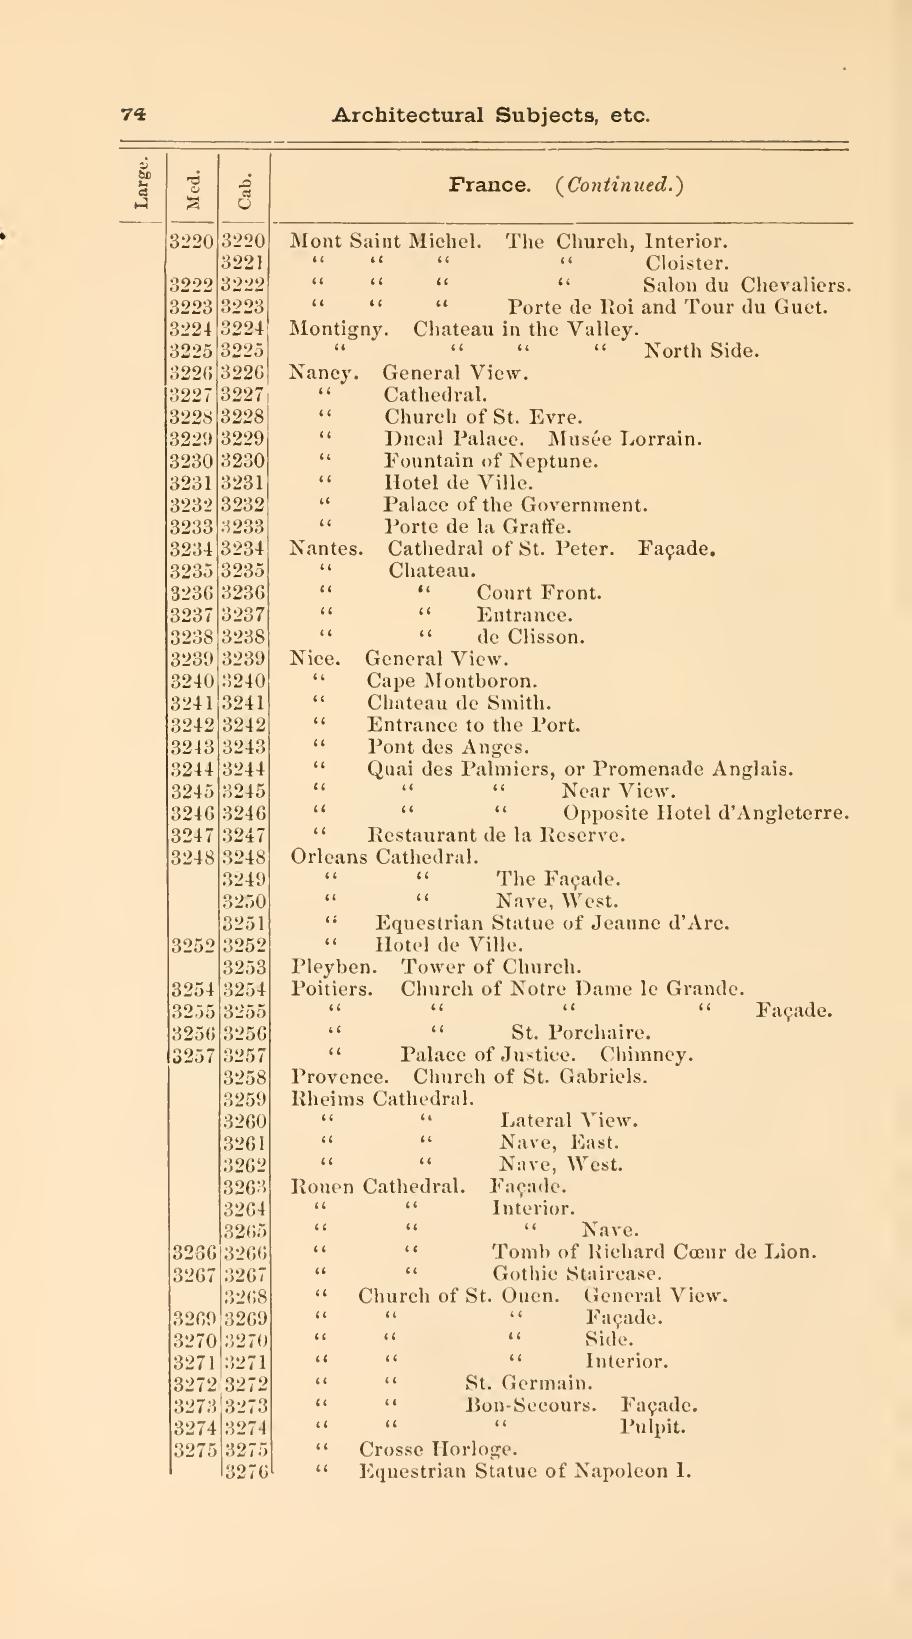 74 Architectural Subjects, etc.
Large. Med. Cab. France. (Continued.)
3220 3220 Mont Saint Michel. The Church, Interior.
3221 " " " " Cloister.
3222 3222 " " " " Salon du Chevaliers.
3223 3223 " " " Porte de Roi and Tour du Guet.
3224 3224 Montigny. Chateau in the Valley.
3225 3225 " " " " North Side.
3226 3226 Nancy. General View.
3227 3227 " Cathedral.
3228 3228 " Church of St. Evre.
3229 3229 " Ducal Palace. Musée Lorrain.
3230 3230 " Fountain of Neptune.
3231 3231 " Hotel de Ville.
3232 3232 " Palace of the Government.
3233 3233 " Porte de la Graffe.
3234 3234 Nantes. Cathedral of St. Peter. Façade.
3235 3235 " Chateau.
3236 3236 " " Court Front.
3237 3237 " " Entrance.
3238 3238 " " de Clisson.
3239 3239 Nice. General View.
3240 3240 " Cape Montboron.
3241 3241 " Chateau de Smith.
3242 3242 " Entrance to the Port.
3243 3243 " Pont des Anges.
3244 3244 " Quai des Palmiers, or Promenade Anglais.
3245 3245 " " " Near View.
3246 3246 " " " Opposite Hotel d'Angleterre.
3247 3247 " Restaurant de la Reserve.
3248 3248 Orleans Cathedral.
3249 " " The Façade.
3250 " " Nave, West.
3251 " Equestrian Statue of Jeanne d'Arc.
3252 3252 " Hotel de Ville.
3253 Pleyben. Tower of Church.
3254 3254 Poitiers. Church of Notre Dame le Grande.
3255 3255 " " " " Façade.
3256 3256 " " St. Porchaire.
3257 3257 " Palace of Justice. Chimney.
3258 Provence. Church of St. Gabriels.
3259 Rheims Cathedral.
3260 " " Lateral View.
3261 " " Nave, East.
3262 " " Nave, West.
3263 Rouen Cathedral. Façade.
3264 " " Interior.
3265 " " " Nave.
3266 3266 " " Tomb of Richard Cœur de Lion.
3267 3267 " " Gothic Staircase.
3268 " Church of St. Ouen. General View.
3269 3269 " " " Façade.
3270 3270 " " " Side.
3271 3271 " " " Interior.
3272 3272 " " St. Germain.
3273 3273 " " Bon-Secours. Façade.
3274 3274 " " " Pulpit.
3275 3275 " Crosse Horloge.
3276 " Equestrian Statue of Napoleon I.